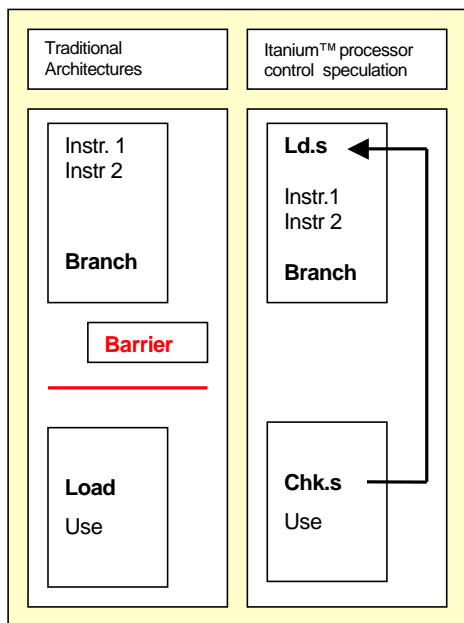 Traditional
Architectures
Itanium™ processor
control speculation
Instr. 1
Instr 2
Branch
Barrier
Load
Use
Ld.s
Instr.1
Instr 2
Branch
Chk.s
Use